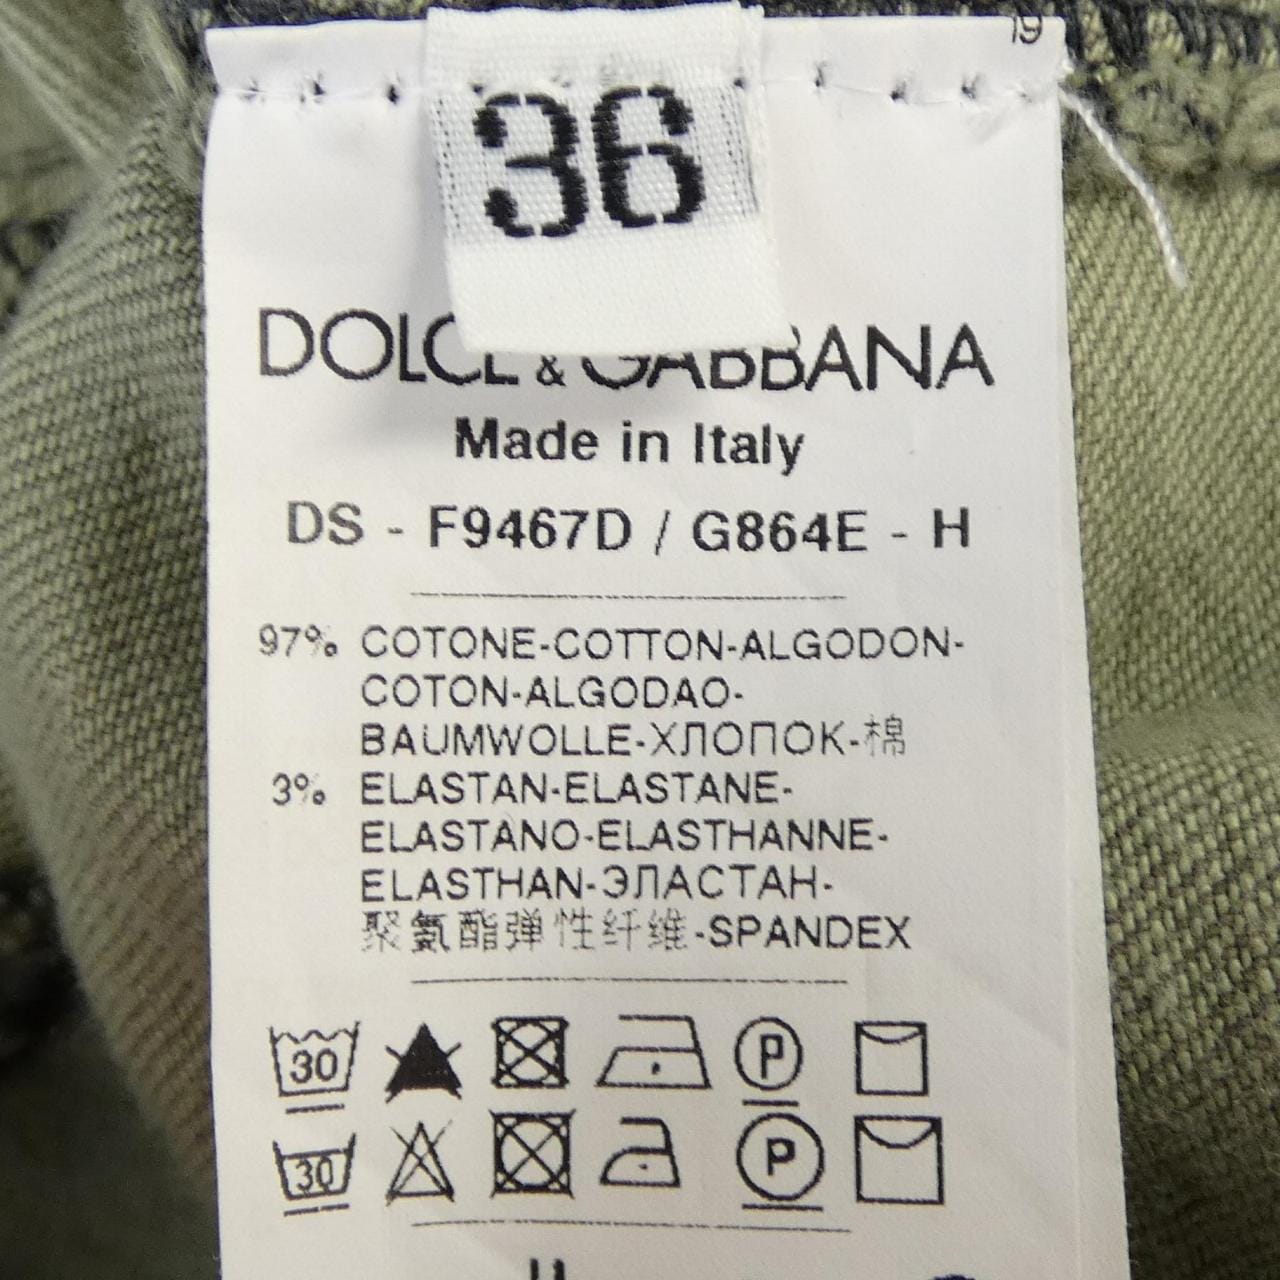 19
36
DOLCE & GABBANA
Made in Italy
DS - F9467D / G864E - H
97% COTONE-COTTON-ALGODON-
COTON-ALGODAO-
BAUMWOLLE-ХЛОПОК-棉
3% ELASTAN-ELASTANE-
ELASTANO-ELASTHANNE-
ELASTHAN-ЭЛАСТАН-
聚氨酯弹性纤维-SPANDEX
30 P
30 P